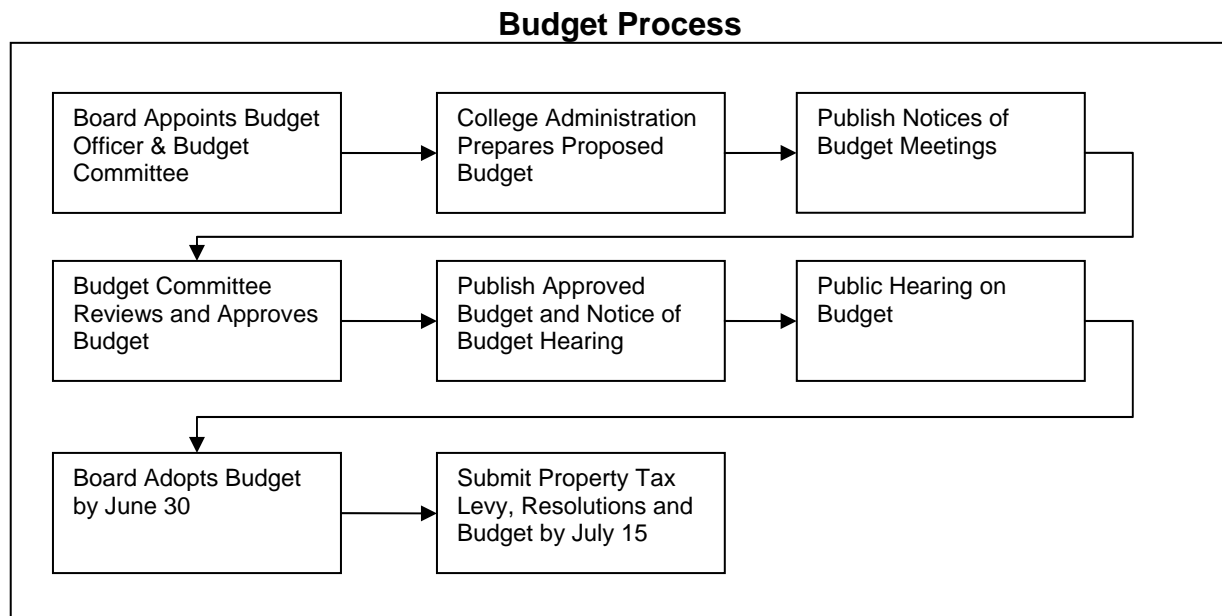 Budget Process
Board Appoints Budget
Officer & Budget
Committee
College Administration
Prepares Proposed
Budget
Publish Notices of
Budget Meetings
Budget Committee
Reviews and Approves
Budget
Publish Approved
Budget and Notice of
Budget Hearing
Public Hearing on
Budget
Board Adopts Budget
by June 30
Submit Property Tax
Levy, Resolutions and
Budget by July 15